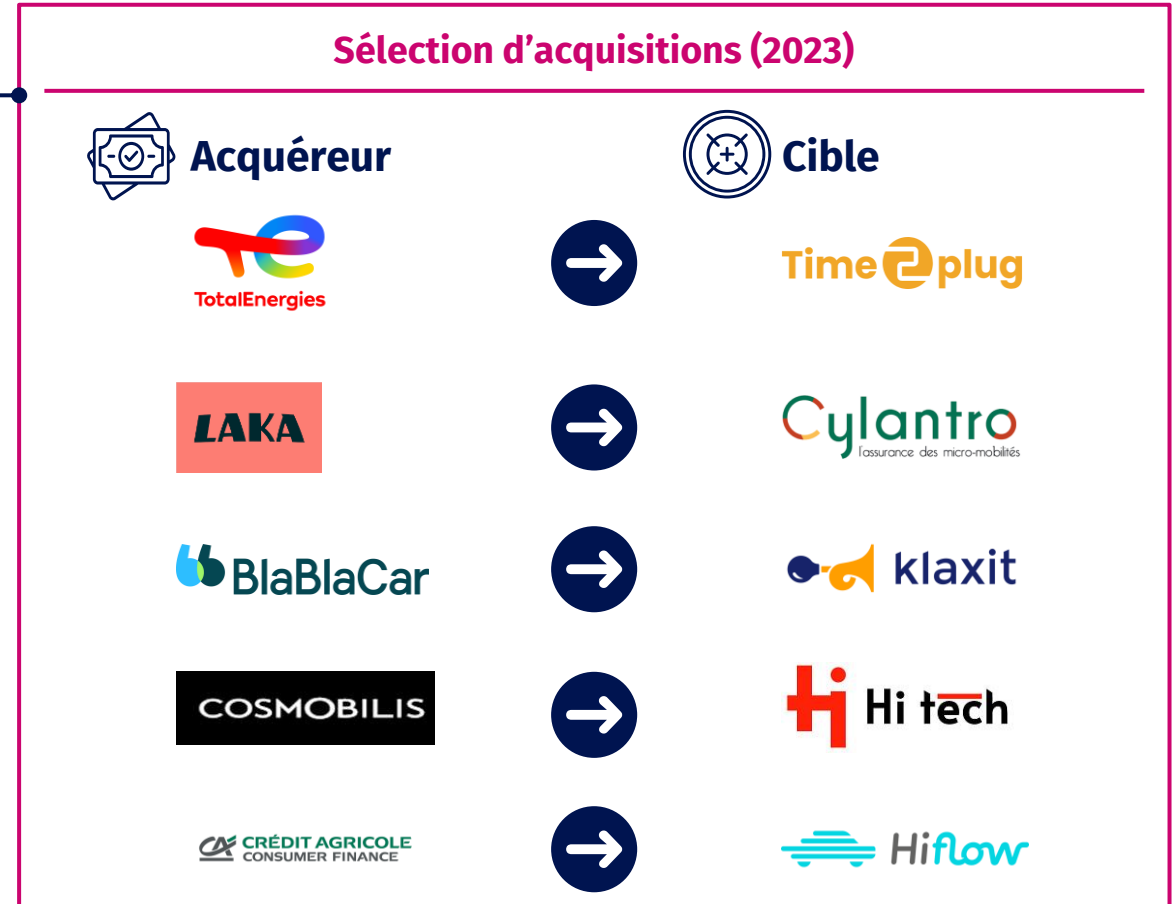 Sélection d’acquisitions (2023)
Acquéreur
Cible
TotalEnergies
Time2plug
LAKA
Cylantro
l'assurance des micro-mobilités
BlaBlaCar
klaxit
COSMOBILIS
Hi tech
CRÉDIT AGRICOLE
CONSUMER FINANCE
Hiflow